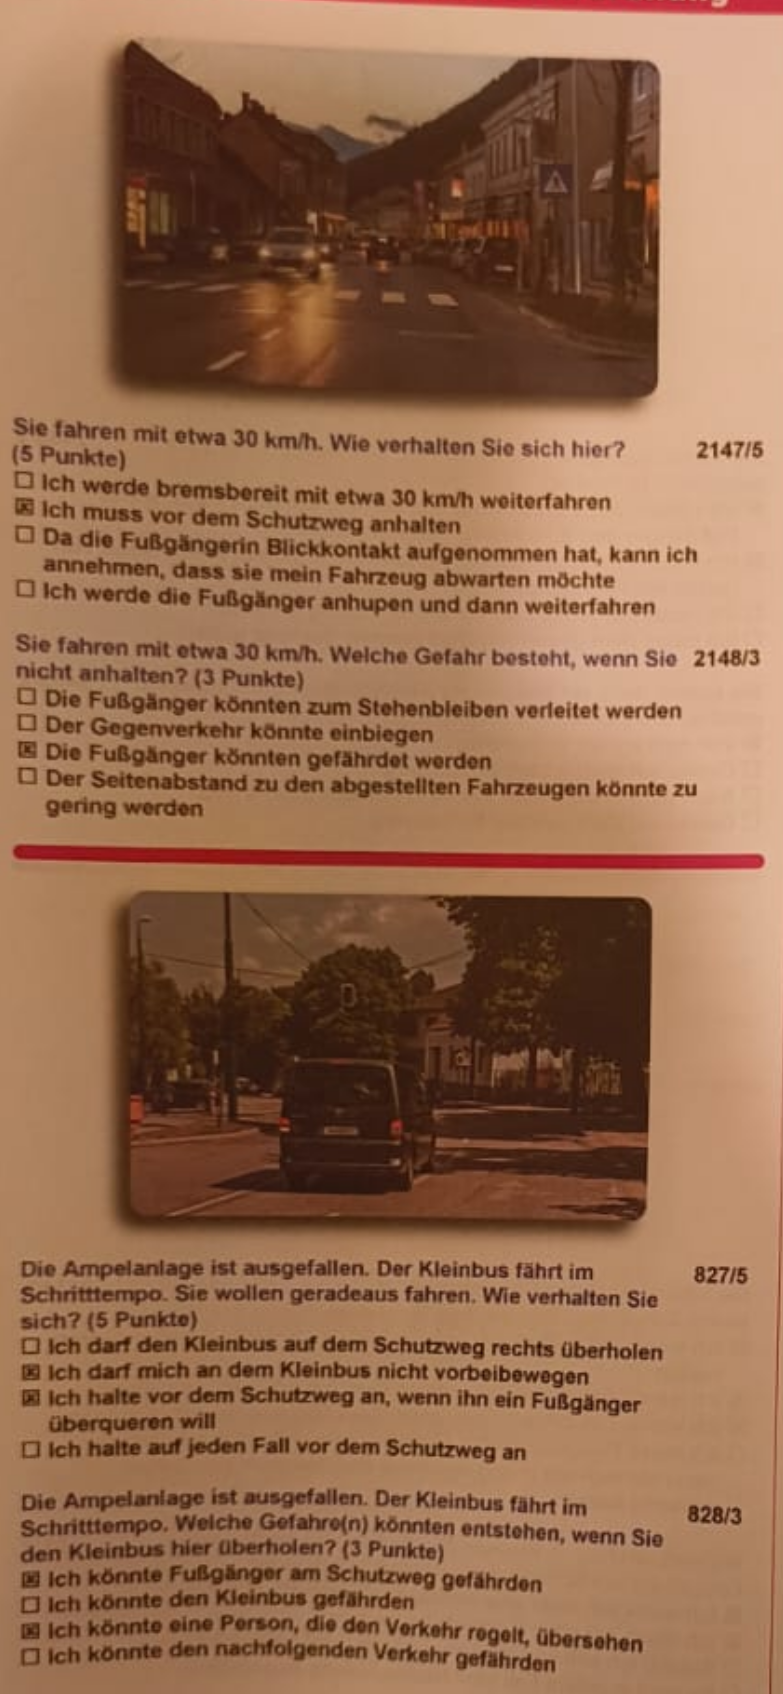 Sie fahren mit etwa 30 km/h. Wie verhalten Sie sich hier? 2147/5
(5 Punkte)
☐ Ich werde bremsbereit mit etwa 30 km/h weiterfahren
☒ Ich muss vor dem Schutzweg anhalten
☐ Da die Fußgängerin Blickkontakt aufgenommen hat, kann ich
annehmen, dass sie mein Fahrzeug abwarten möchte
☐ Ich werde die Fußgänger anhupen und dann weiterfahren
Sie fahren mit etwa 30 km/h. Welche Gefahr besteht, wenn Sie 2148/3
nicht anhalten? (3 Punkte)
☐ Die Fußgänger könnten zum Stehenbleiben verleitet werden
☐ Der Gegenverkehr könnte einbiegen
☒ Die Fußgänger könnten gefährdet werden
☐ Der Seitenabstand zu den abgestellten Fahrzeugen könnte zu
gering werden
Die Ampelanlage ist ausgefallen. Der Kleinbus fährt im 827/5
Schritttempo. Sie wollen geradeaus fahren. Wie verhalten Sie
sich? (5 Punkte)
☐ Ich darf den Kleinbus auf dem Schutzweg rechts überholen
☒ Ich darf mich an dem Kleinbus nicht vorbeibewegen
☒ Ich halte vor dem Schutzweg an, wenn ihn ein Fußgänger
überqueren will
☐ Ich halte auf jeden Fall vor dem Schutzweg an
Die Ampelanlage ist ausgefallen. Der Kleinbus fährt im 828/3
Schritttempo. Welche Gefahre(n) könnten entstehen, wenn Sie
den Kleinbus hier überholen? (3 Punkte)
☒ Ich könnte Fußgänger am Schutzweg gefährden
☐ Ich könnte den Kleinbus gefährden
☒ Ich könnte eine Person, die den Verkehr regelt, übersehen
☐ Ich könnte den nachfolgenden Verkehr gefährden